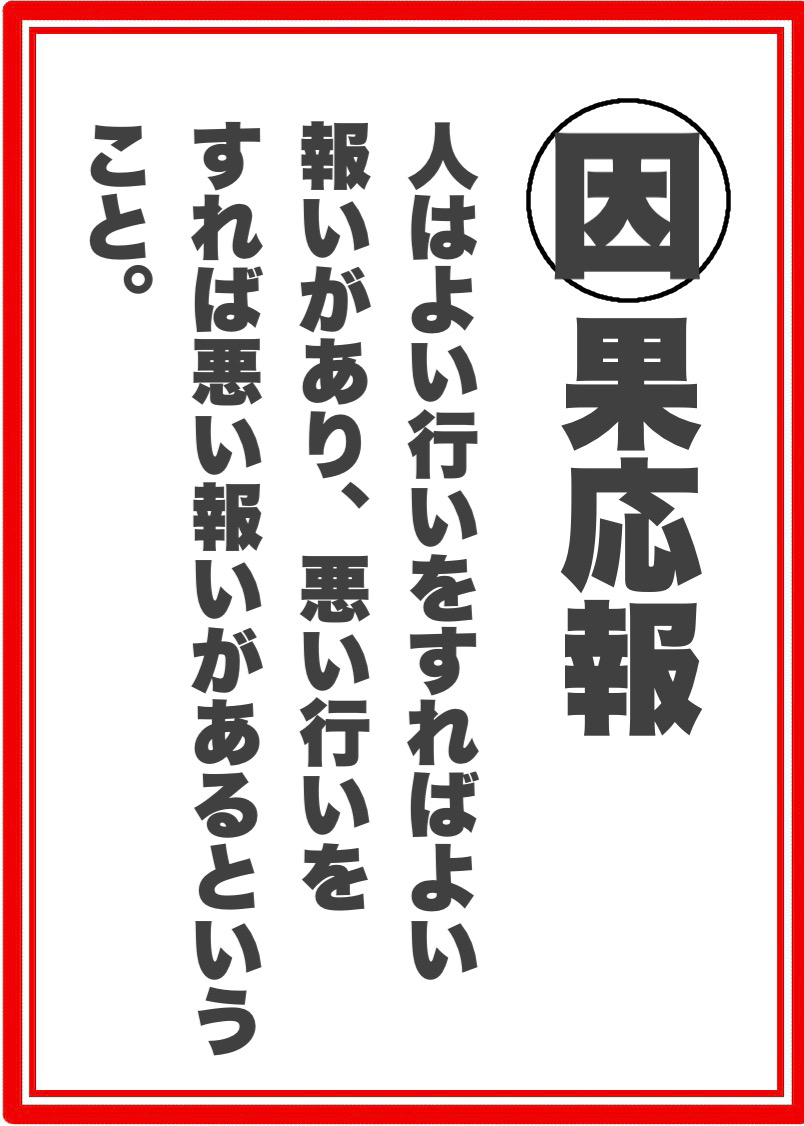 因果応報
人はよい行いをすればよい
報いがあり、悪い行いを
すれば悪い報いがあるという
こと。